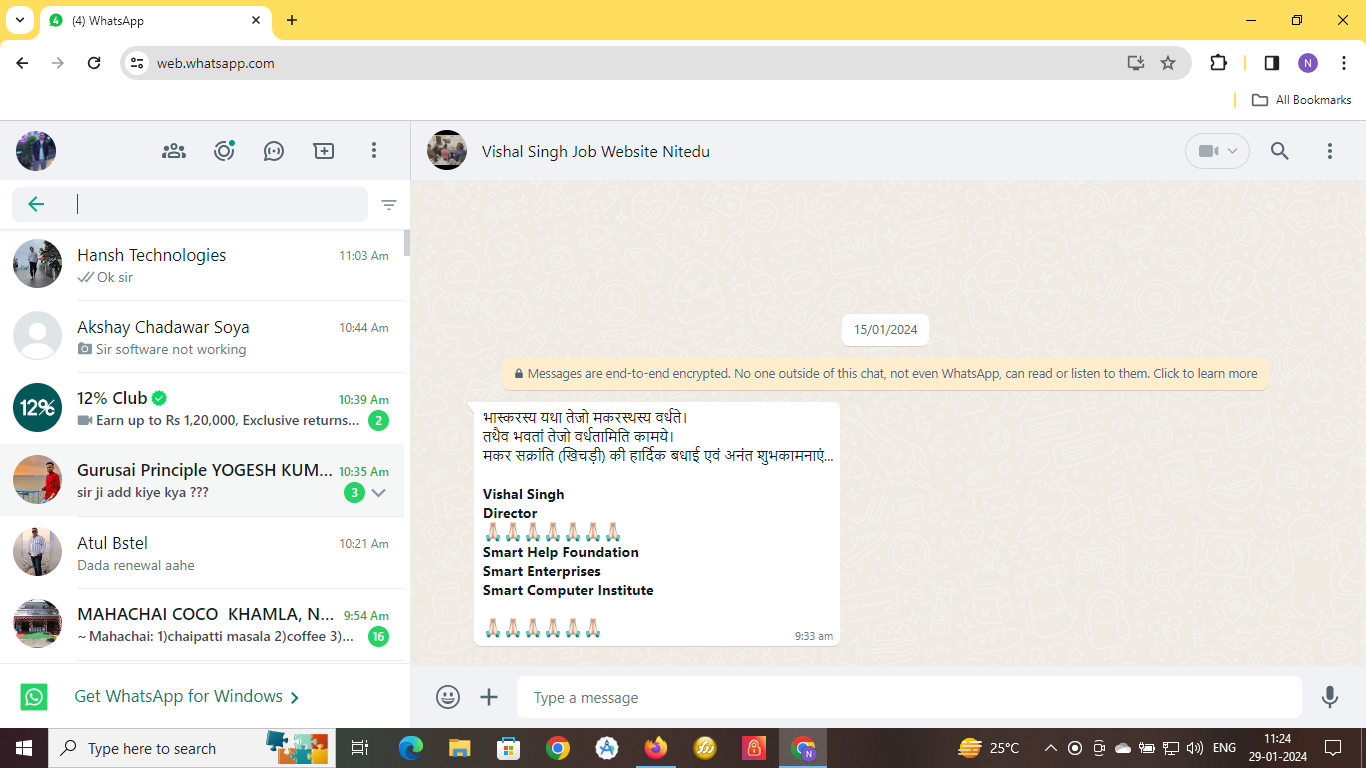 (4) WhatsApp
web.whatsapp.com
N
All Bookmarks
Vishal Singh Job Website Nitedu
Hansh Technologies
11:03 Am
Ok sir
Akshay Chadawar Soya
10:44 Am
Sir software not working
12%
12% Club
10:39 Am
Earn up to Rs 1,20,000, Exclusive returns...
2
Gurusai Principle YOGESH KUM...
10:35 Am
sir ji add kiye kya ???
3
Atul Bstel
10:21 Am
Dada renewal aahe
MAHACHAI COCO KHAMLA, N...
9:54 Am
~ Mahachai: 1)chaipatti masala 2)coffee 3)...
16
Get WhatsApp for Windows
15/01/2024
Messages are end-to-end encrypted. No one outside of this chat, not even WhatsApp, can read or listen to them. Click to learn more
भास्करस्य यथा तेजो मकरस्थस्य वर्धते।
तथैव भवतां तेजो वर्धतामिति कामये।
मकर सक्रांति (खिचड़ी) की हार्दिक बधाई एवं अनंत शुभकामनाएं...
Vishal Singh
Director
🙏🏻🙏🏻🙏🏻🙏🏻🙏🏻🙏🏻🙏🏻
Smart Help Foundation
Smart Enterprises
Smart Computer Institute
🙏🏻🙏🏻🙏🏻🙏🏻🙏🏻🙏🏻
9:33 am
Type a message
Type here to search
25°C
ENG
11:24
29-01-2024